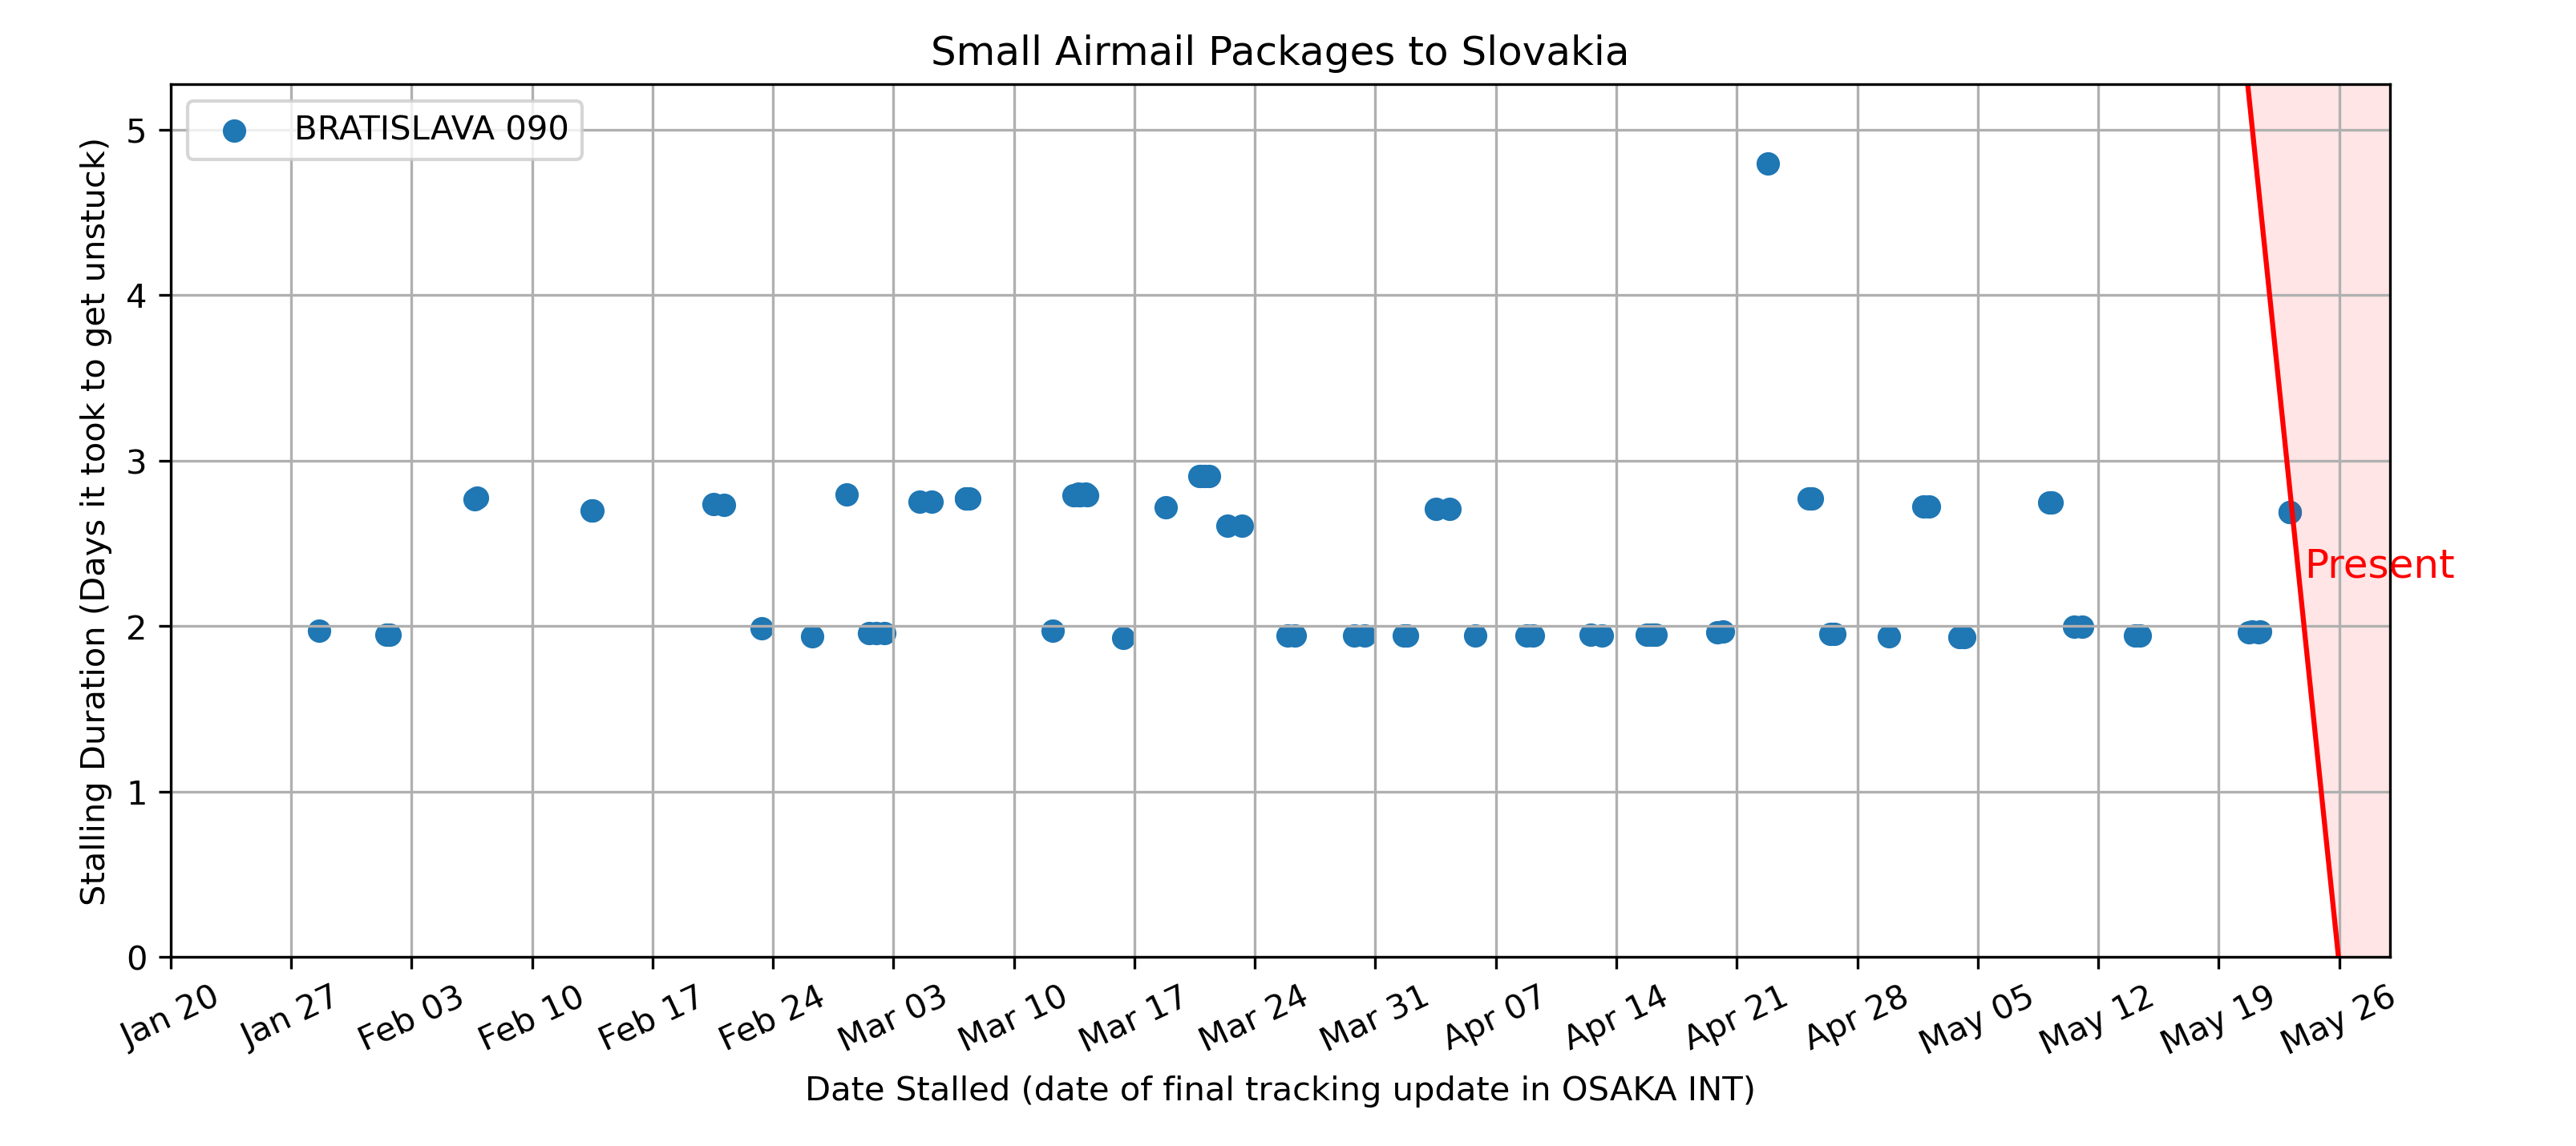 Small Airmail Packages to Slovakia
BRATISLAVA 090
Stalling Duration (Days it took to get unstuck)
5
4
3
2
1
0
Present
Jan 20
Jan 27
Feb 03
Feb 10
Feb 17
Feb 24
Mar 03
Mar 10
Mar 17
Mar 24
Mar 31
Apr 07
Apr 14
Apr 21
Apr 28
May 05
May 12
May 19
May 26
Date Stalled (date of final tracking update in OSAKA INT)